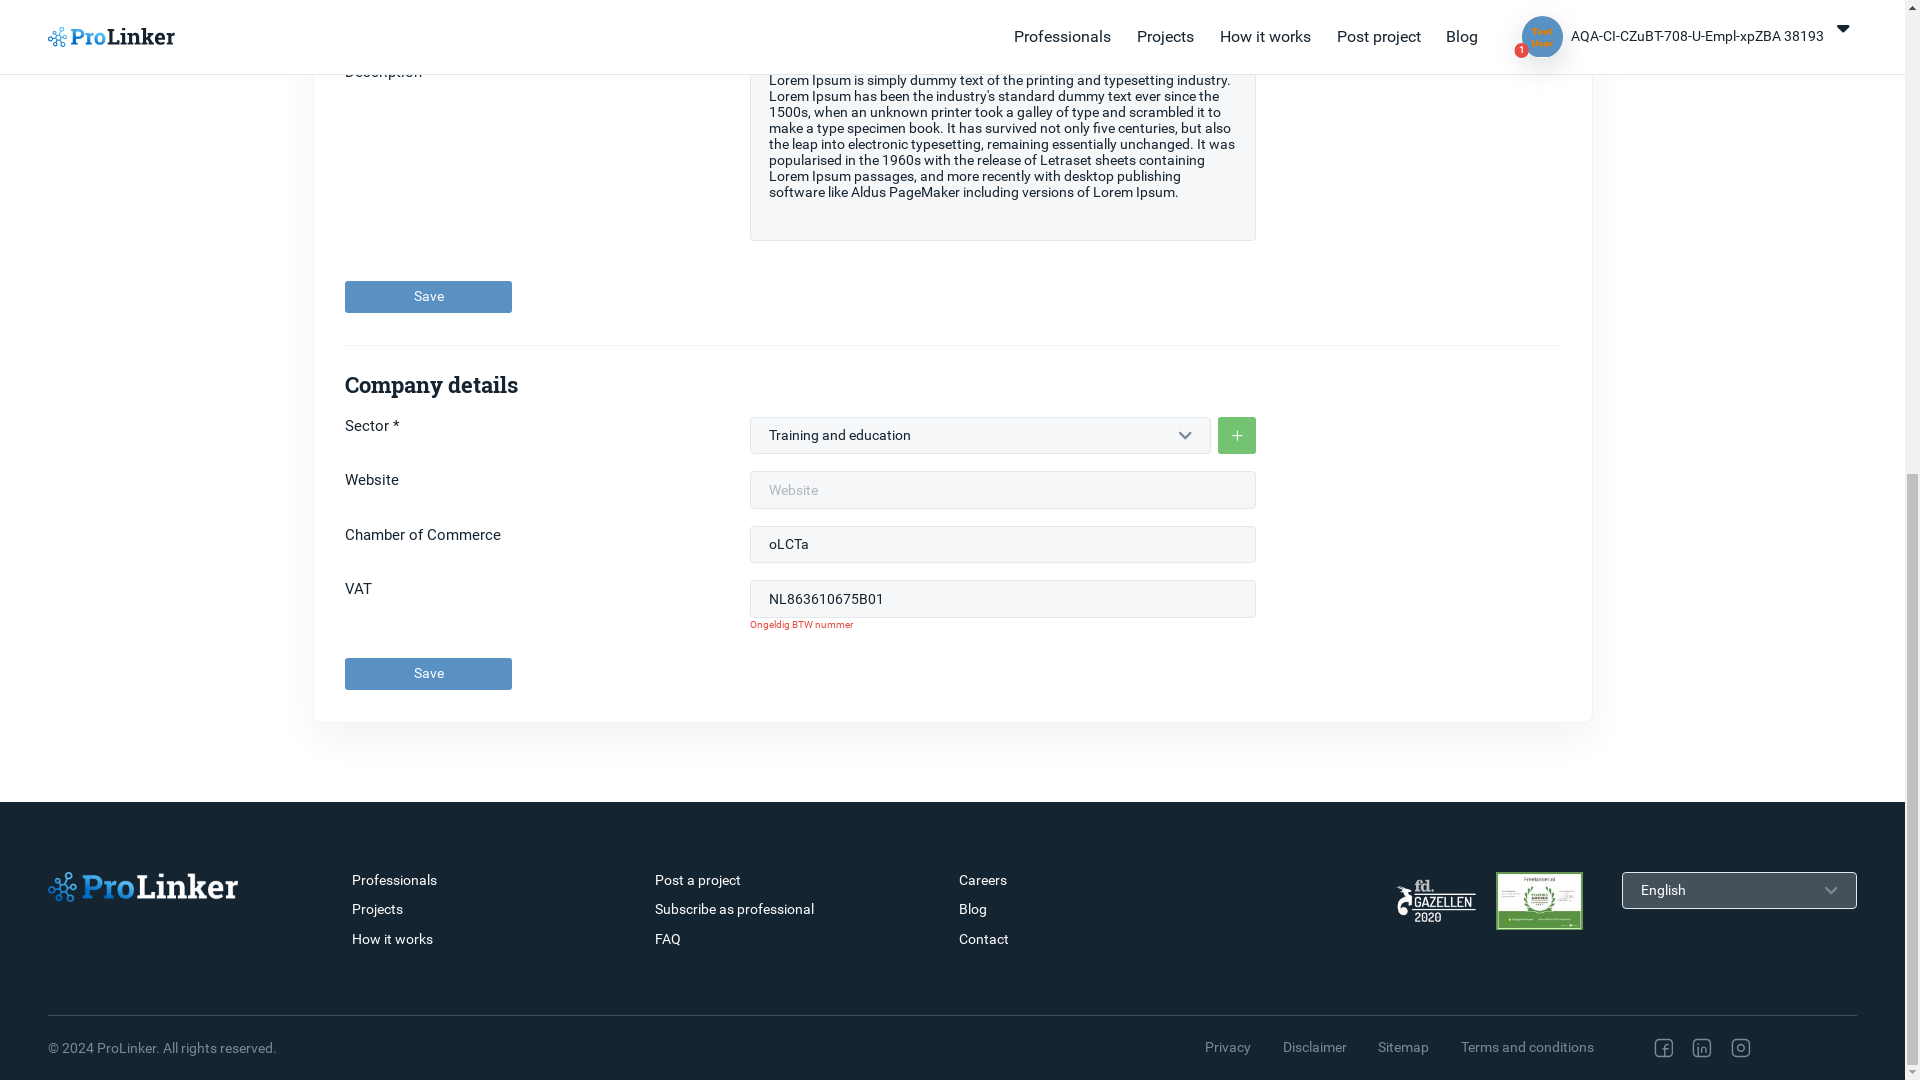 ProLinker
Professionals
Projects
How it works
Post project
Blog
1
AQA-CI-CZuBT-708-U-Empl-xpZBA 38193
Description
Lorem Ipsum is simply dummy text of the printing and typesetting industry.
Lorem Ipsum has been the industry's standard dummy text ever since the
1500s, when an unknown printer took a galley of type and scrambled it to
make a type specimen book. It has survived not only five centuries, but also
the leap into electronic typesetting, remaining essentially unchanged. It was
popularised in the 1960s with the release of Letraset sheets containing
Lorem Ipsum passages, and more recently with desktop publishing
software like Aldus PageMaker including versions of Lorem Ipsum.
Save
Company details
Sector *
Training and education
+
Website
Website
Chamber of Commerce
oLCTa
VAT
NL863610675B01
Ongeldig BTW nummer
Save
ProLinker
Professionals
Projects
How it works
Post a project
Subscribe as professional
FAQ
Careers
Blog
Contact
fd.
GAZELLEN
2020
Freelancer.nl
English
© 2024 ProLinker. All rights reserved.
Privacy
Disclaimer
Sitemap
Terms and conditions